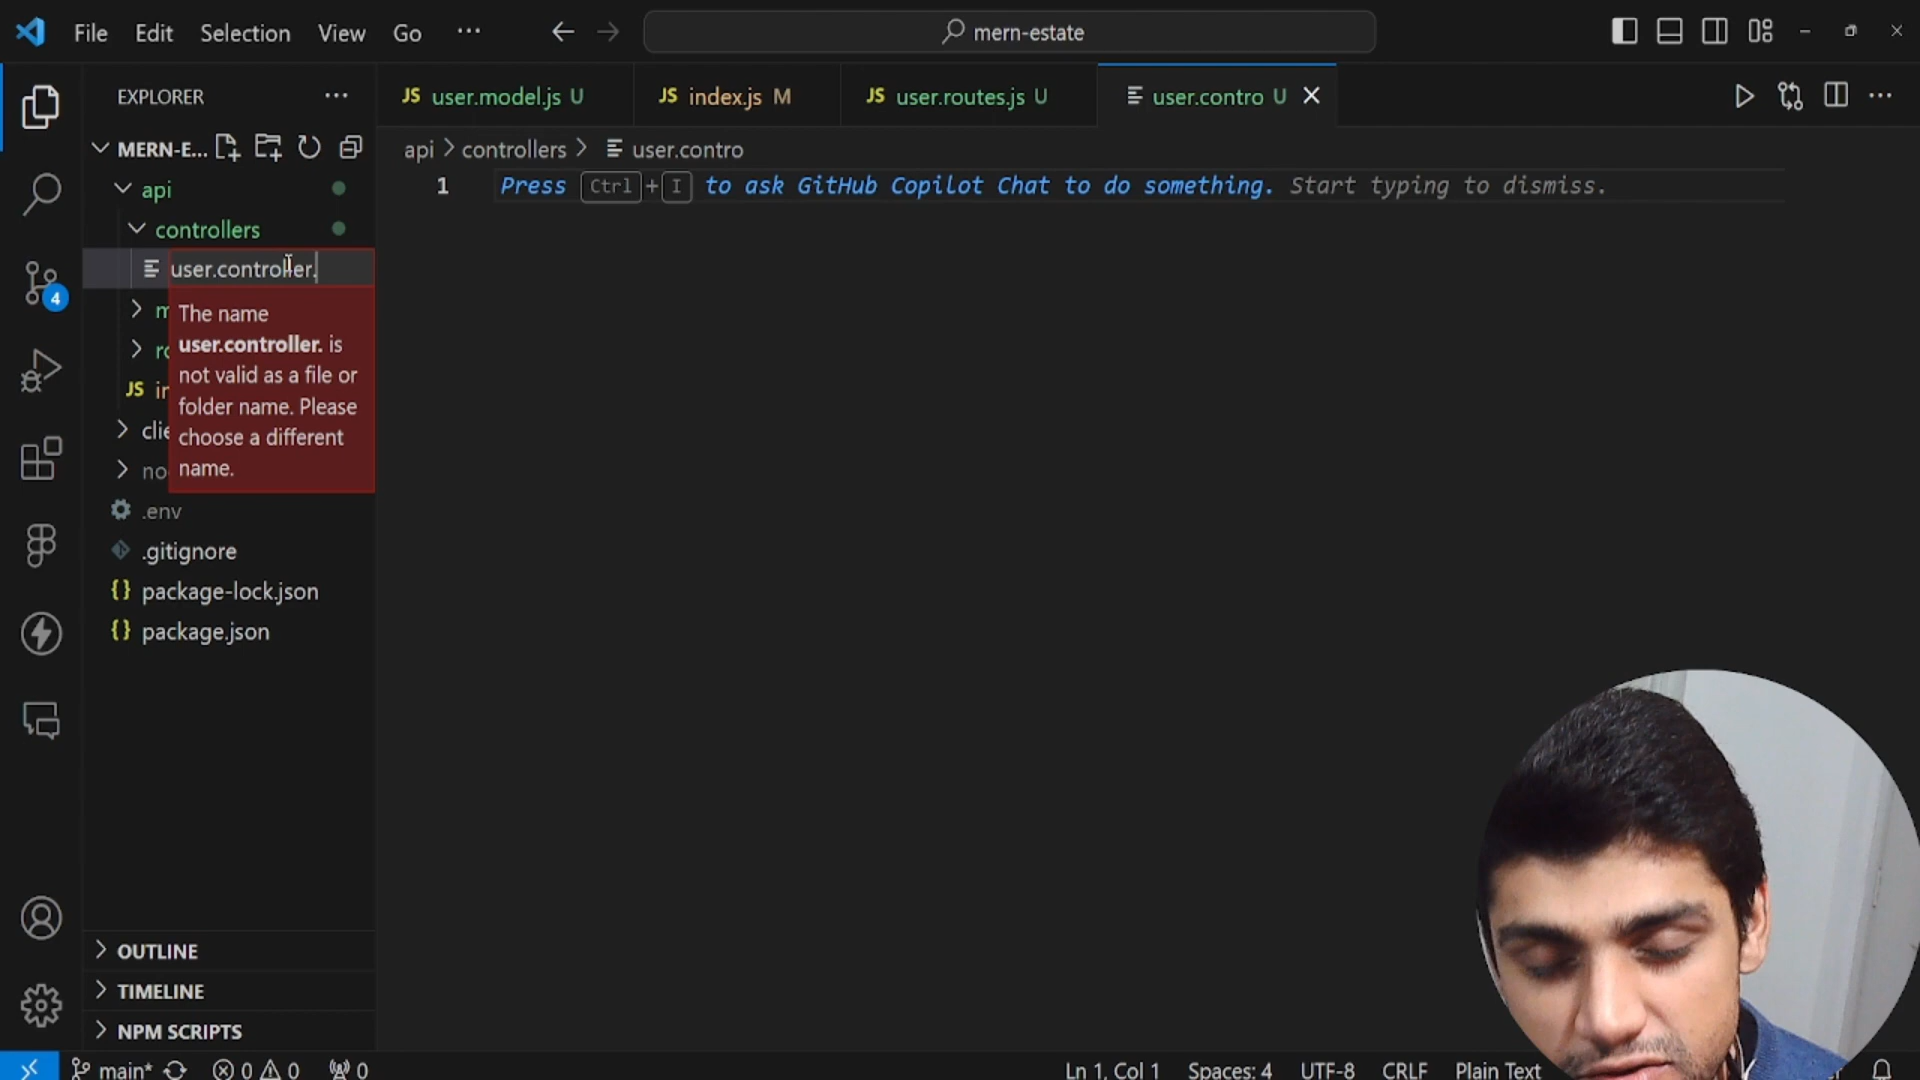 File Edit Selection View Go ··· mern-estate
EXPLORER ···
JS user.model.js U JS index.js M JS user.routes.js U user.contro U
MERN-E...
api > controllers > user.contro
1 Press Ctrl + I to ask GitHub Copilot Chat to do something. Start typing to dismiss.
api
controllers
user.controller.
The name
user.controller. is
not valid as a file or
folder name. Please
choose a different
name.
JS
.env
.gitignore
{} package-lock.json
{} package.json
4
OUTLINE
TIMELINE
NPM SCRIPTS
main* 0 0 0 Ln 1, Col 1 Spaces: 4 UTF-8 CRLF Plain Text